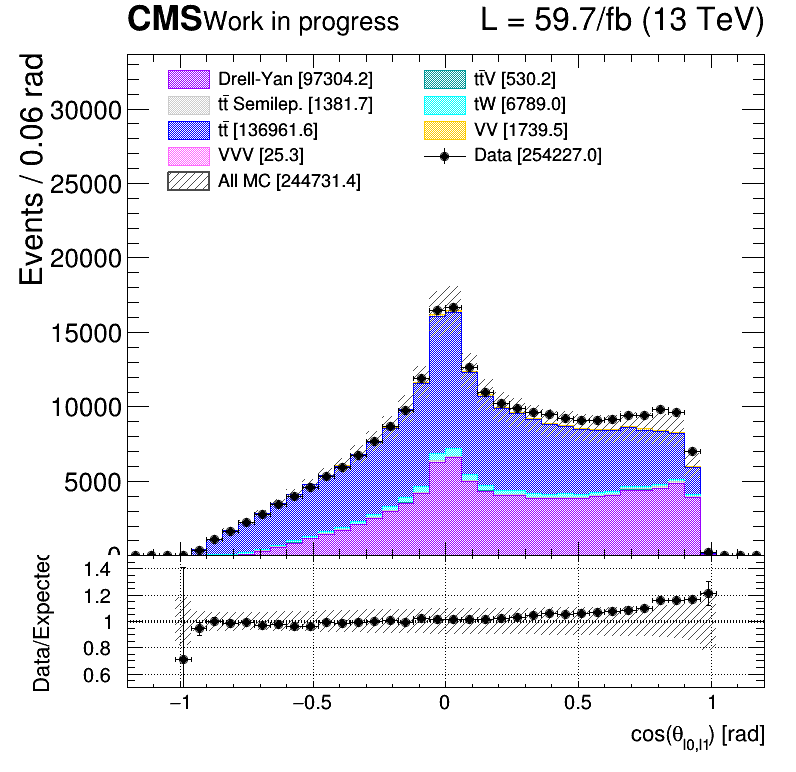 CMS Work in progress L = 59.7/fb (13 TeV)
Events / 0.06 rad
30000
25000
20000
15000
10000
5000
0
Drell-Yan [97304.2]
tt̄ Semilep. [1381.7]
tt̄ [136961.6]
VVV [25.3]
All MC [244731.4]
tt̄V [530.2]
tW [6789.0]
VV [1739.5]
Data [254227.0]
Data/Expected
1.4
1.2
1
0.8
0.6
−1 −0.5 0 0.5 1
cos(θl0,l1) [rad]